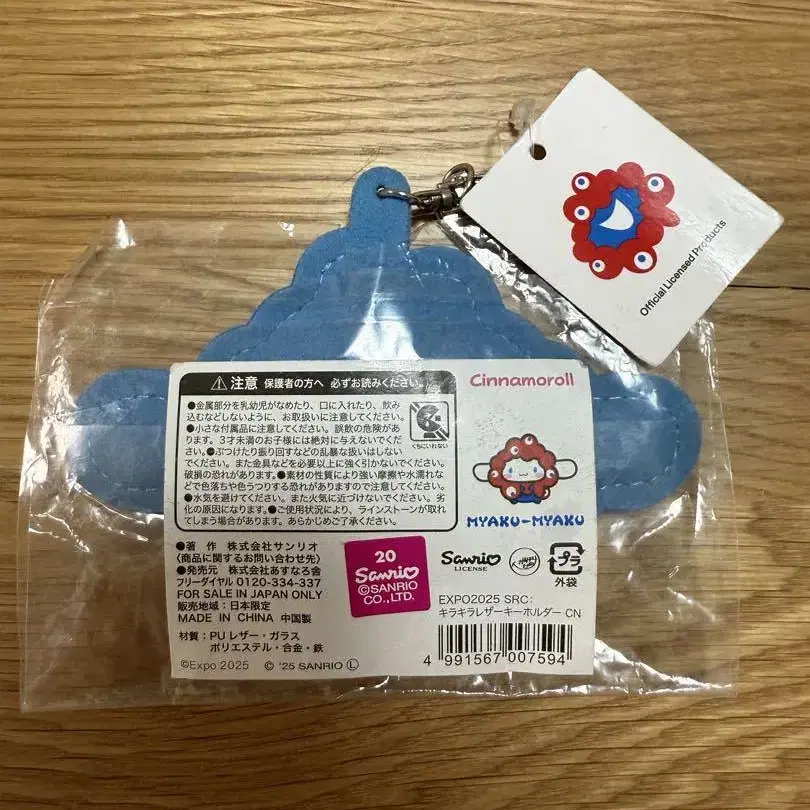 Official Licensed Products
⚠注意 保護者の方へ 必ずお読みください。
●金属部分を乳幼児がなめたり、口に入れたり、飲み
込むなどしないように、お取扱いに注意してください。
●小さな付属品に注意してください。誤飲の危険があ
ります。3才未満のお子様には絶対に与えないでくだ
さい。●ぶつけたり振り回すなどの乱暴な扱いはしない
でください。また金具などを必要以上に強く引かないでください。
破損の恐れがあります。●素材の性質により強い摩擦や水濡れな
どで色落ちや色うつりする恐れがありますので注意してください。
●水気を避けてください。また火気に近づけないでください。劣
化の原因になります。●ご使用状況により、ラインストーンが取れ
てしまう場合があります。あらかじめご了承ください。
くちにいれない
Cinnamoroll
MYAKU-MYAKU
●著 作 株式会社サンリオ
〈商品に関するお問い合わせ先〉
●発売元 株式会社あすなろ舎
フリーダイヤル 0120-334-337
FOR SALE IN JAPAN ONLY
販売地域:日本限定
MADE IN CHINA 中国製
材質:PUレザー・ガラス
ポリエステル・合金・鉄
©Expo 2025 © '25 SANRIO Ⓛ
20
Sanrio
©SANRIO
CO., LTD.
Sanrio
LICENSE
プラ
外袋
EXPO2025 SRC:
キラキラレザーキーホルダー CN
4 991567 007594